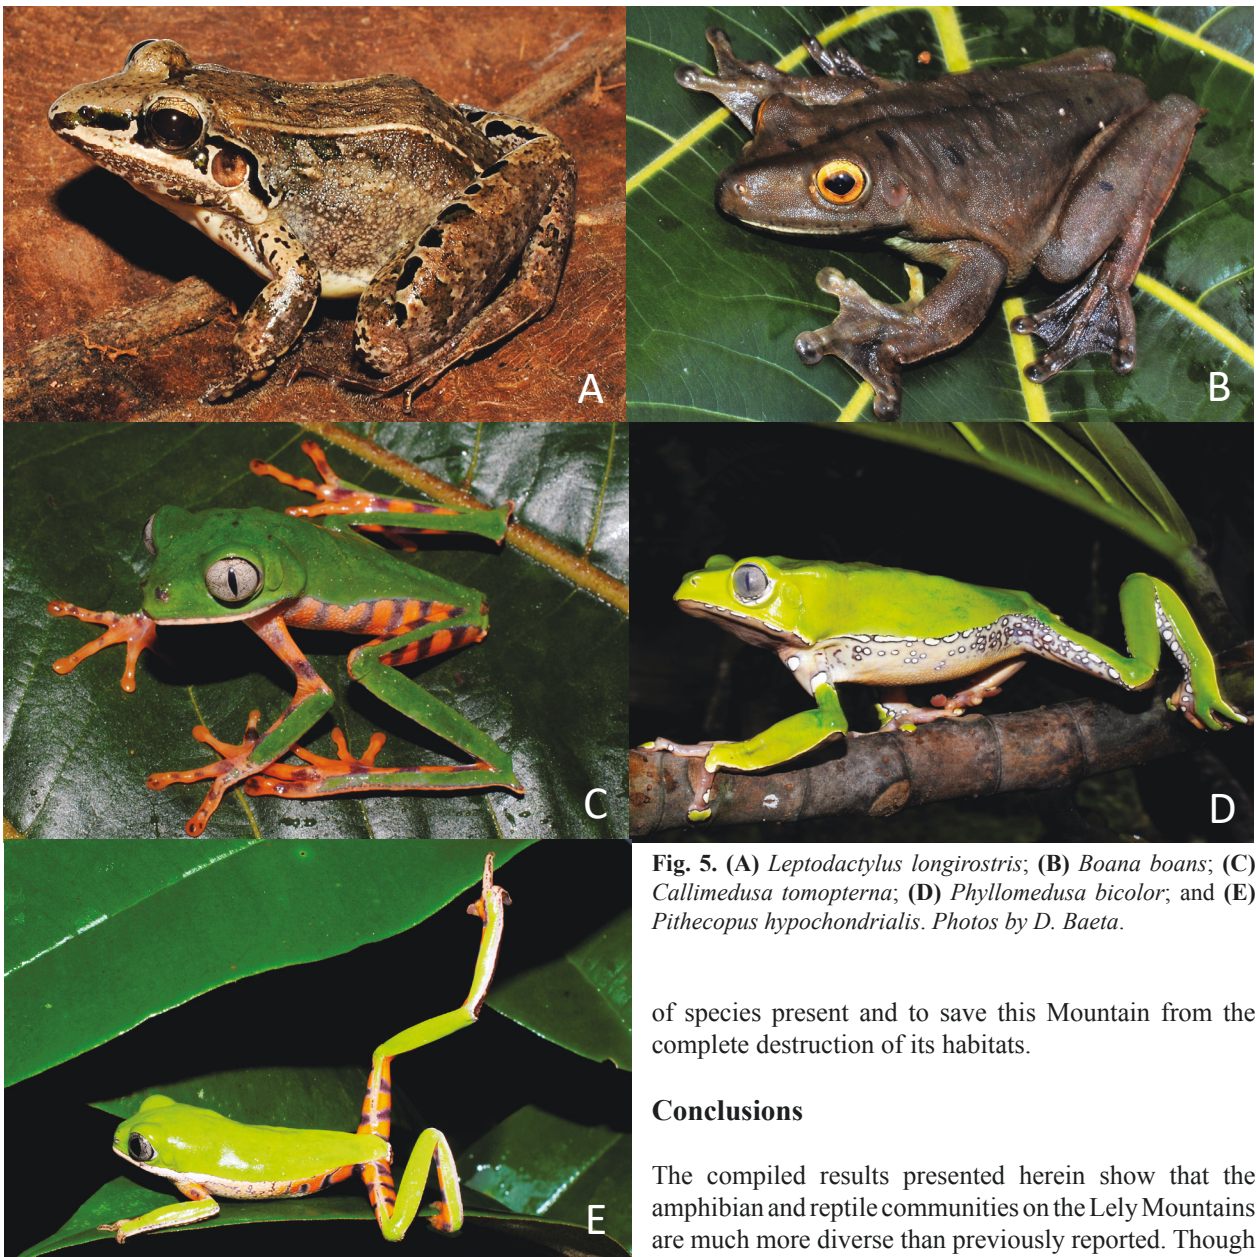 A
B
C
D
E
Fig. 5. (A) Leptodactylus longirostris; (B) Boana boans; (C)
Callimedusa tomopterna; (D) Phyllomedusa bicolor; and (E)
Pithecopus hypochondrialis. Photos by D. Baeta.
of species present and to save this Mountain from the
complete destruction of its habitats.
Conclusions
The compiled results presented herein show that the
amphibian and reptile communities on the Lely Mountains
are much more diverse than previously reported. Though